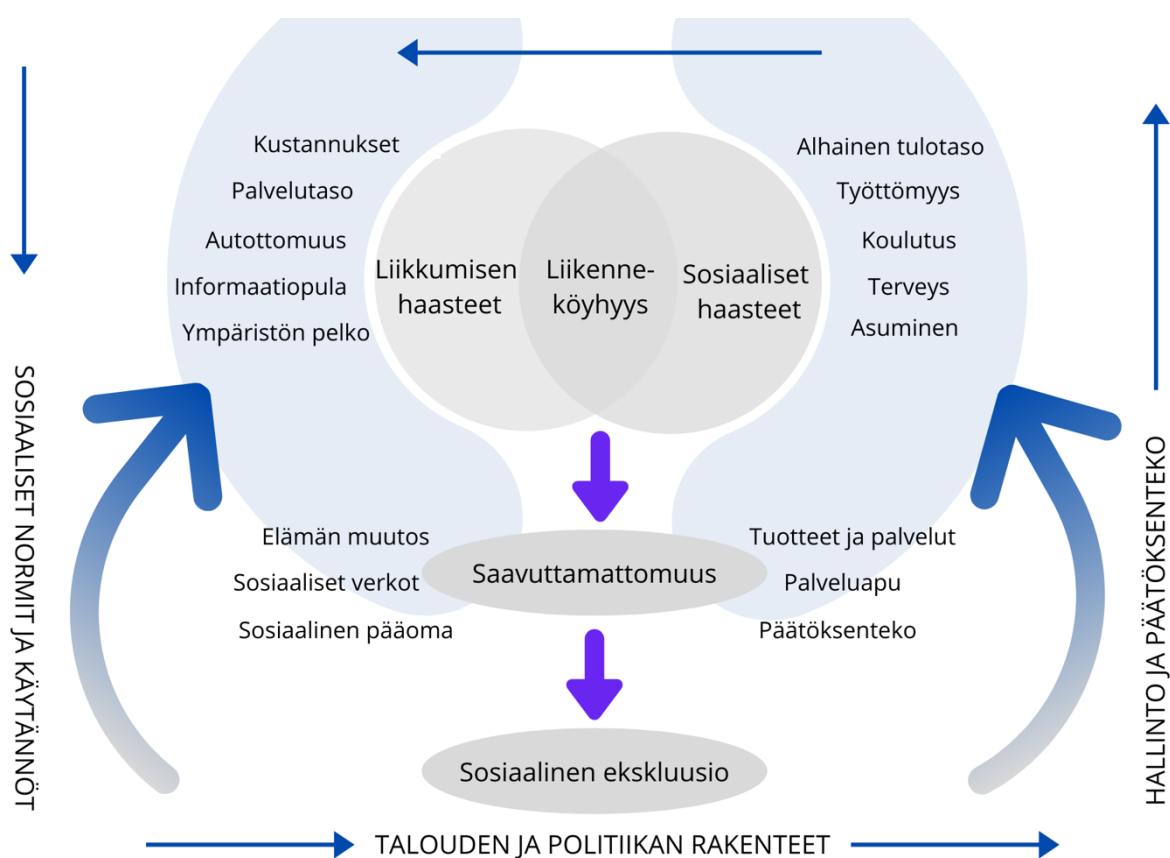 Kustannukset
Palvelutaso
Autottomuus
Informaatiopula
Ympäristön pelko
Liikkumisen
haasteet
Liikenne-
köyhyys
Sosiaaliset
haasteet
Alhainen tulotaso
Työttömyys
Koulutus
Terveys
Asuminen
Elämän muutos
Sosiaaliset verkot
Sosiaalinen pääoma
Saavuttamattomuus
Tuotteet ja palvelut
Palveluapu
Päätöksenteko
Sosiaalinen ekskluusio
SOSIAALISET NORMIT JA KÄYTÄNNÖT
TALOUDEN JA POLITIIKAN RAKENTEET
HALLINTO JA PÄÄTÖKSENTEKO